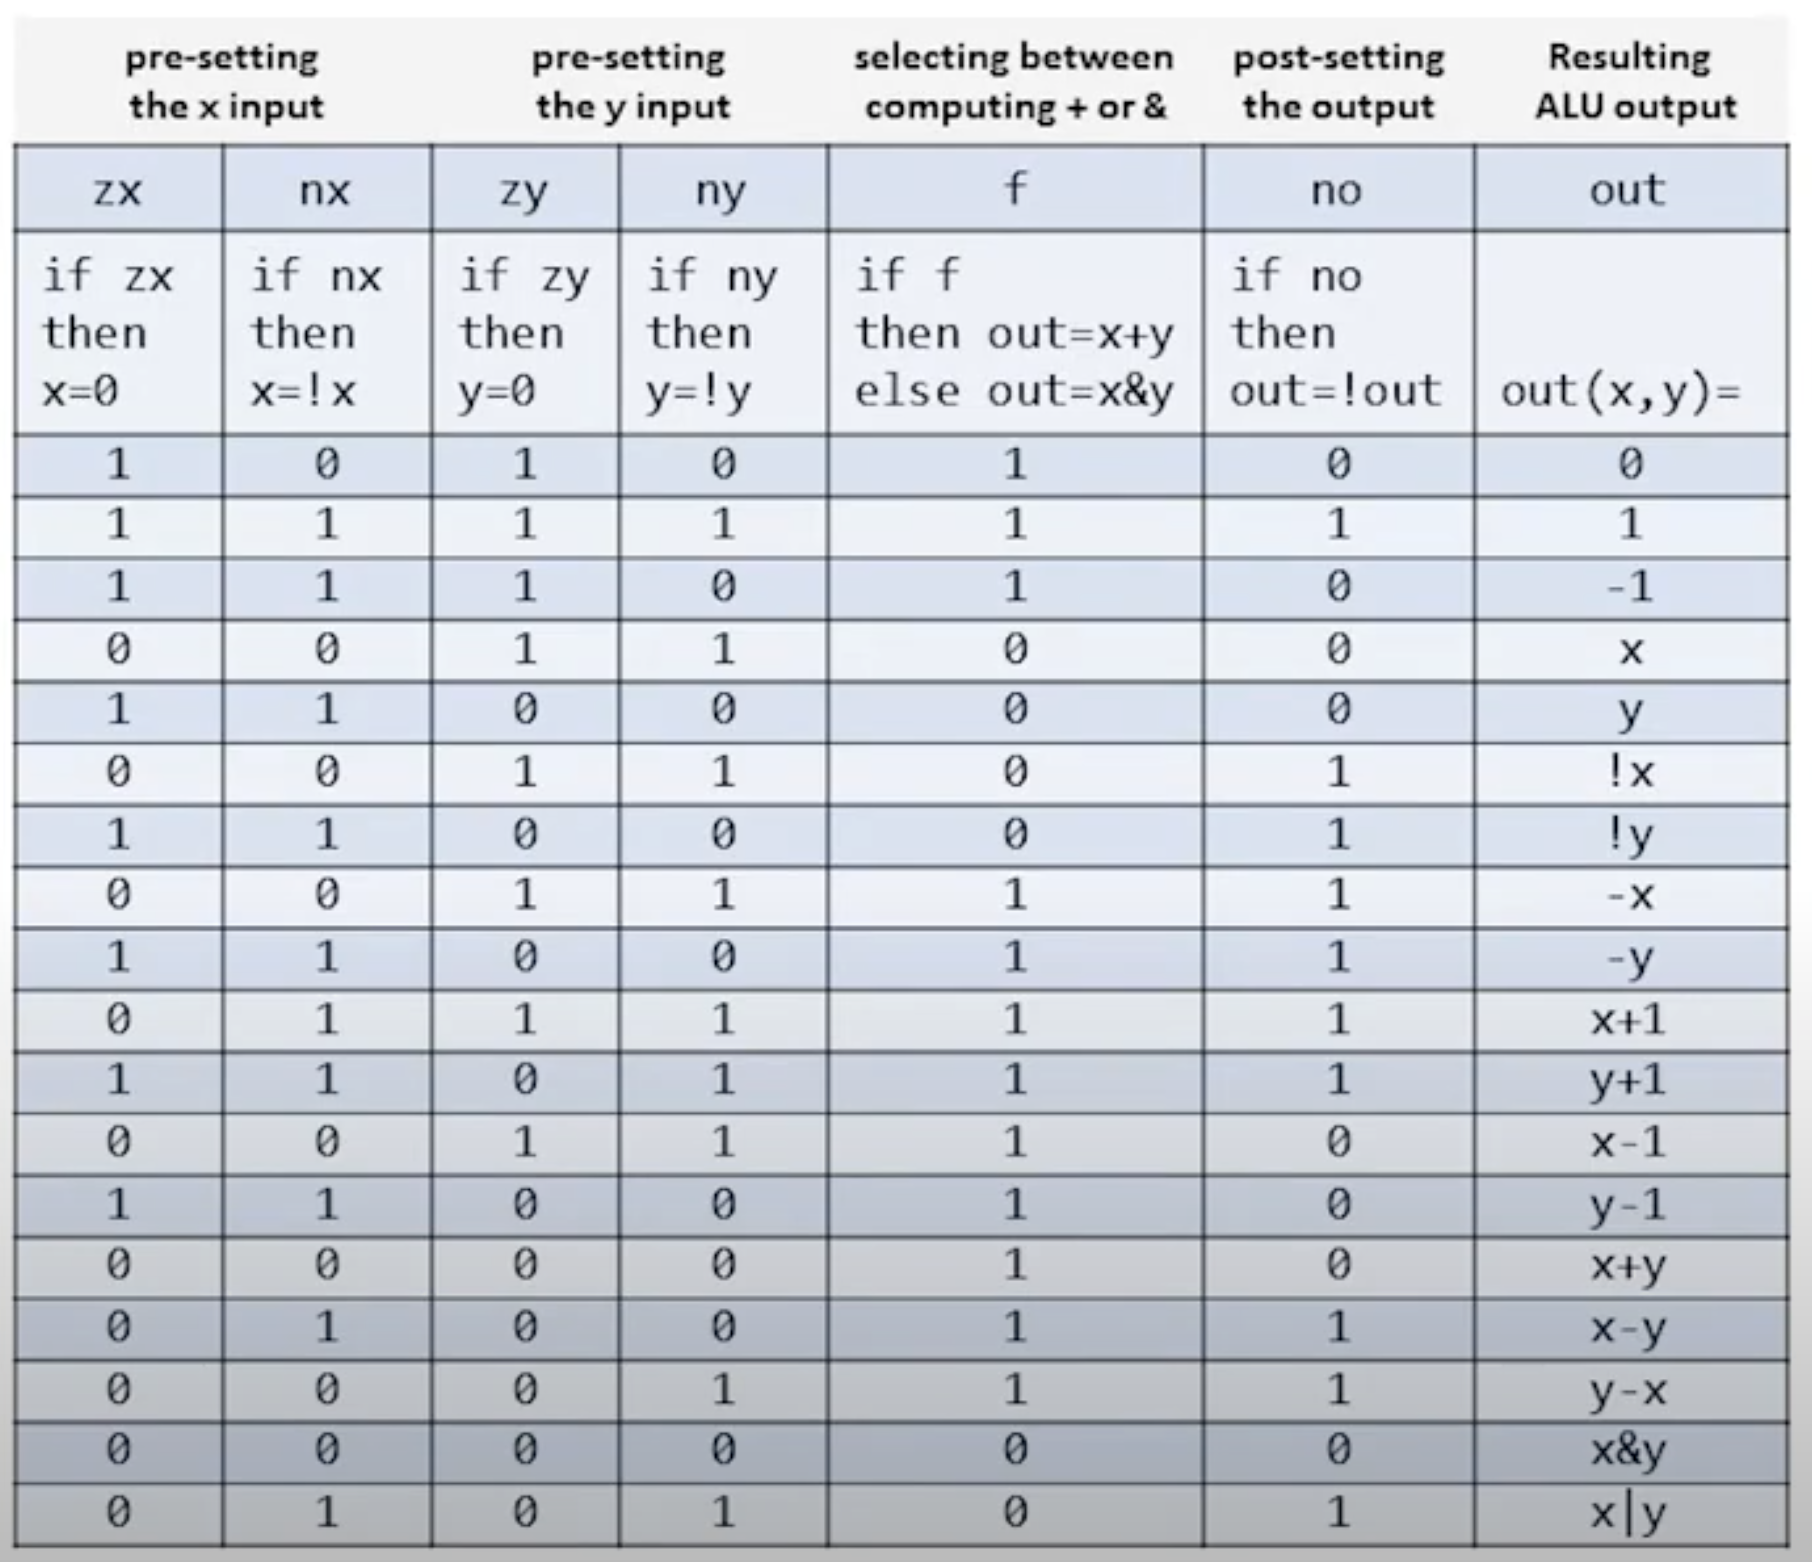 pre-setting the x input pre-setting the y input selecting between computing + or & post-setting the output Resulting ALU output
zx nx zy ny f no out
if zx then x=0 if nx then x=!x if zy then y=0 if ny then y=!y if f then out=x+y else out=x&y if no then out=!out out(x,y)=
1 0 1 0 1 0 0
1 1 1 1 1 1 1
1 1 1 0 1 0 -1
0 0 1 1 0 0 x
1 1 0 0 0 0 y
0 0 1 1 0 1 !x
1 1 0 0 0 1 !y
0 0 1 1 1 1 -x
1 1 0 0 1 1 -y
0 1 1 1 1 1 x+1
1 1 0 1 1 1 y+1
0 0 1 1 1 0 x-1
1 1 0 0 1 0 y-1
0 0 0 0 1 0 x+y
0 1 0 0 1 1 x-y
0 0 0 1 1 1 y-x
0 0 0 0 0 0 x&y
0 1 0 1 0 1 x|y